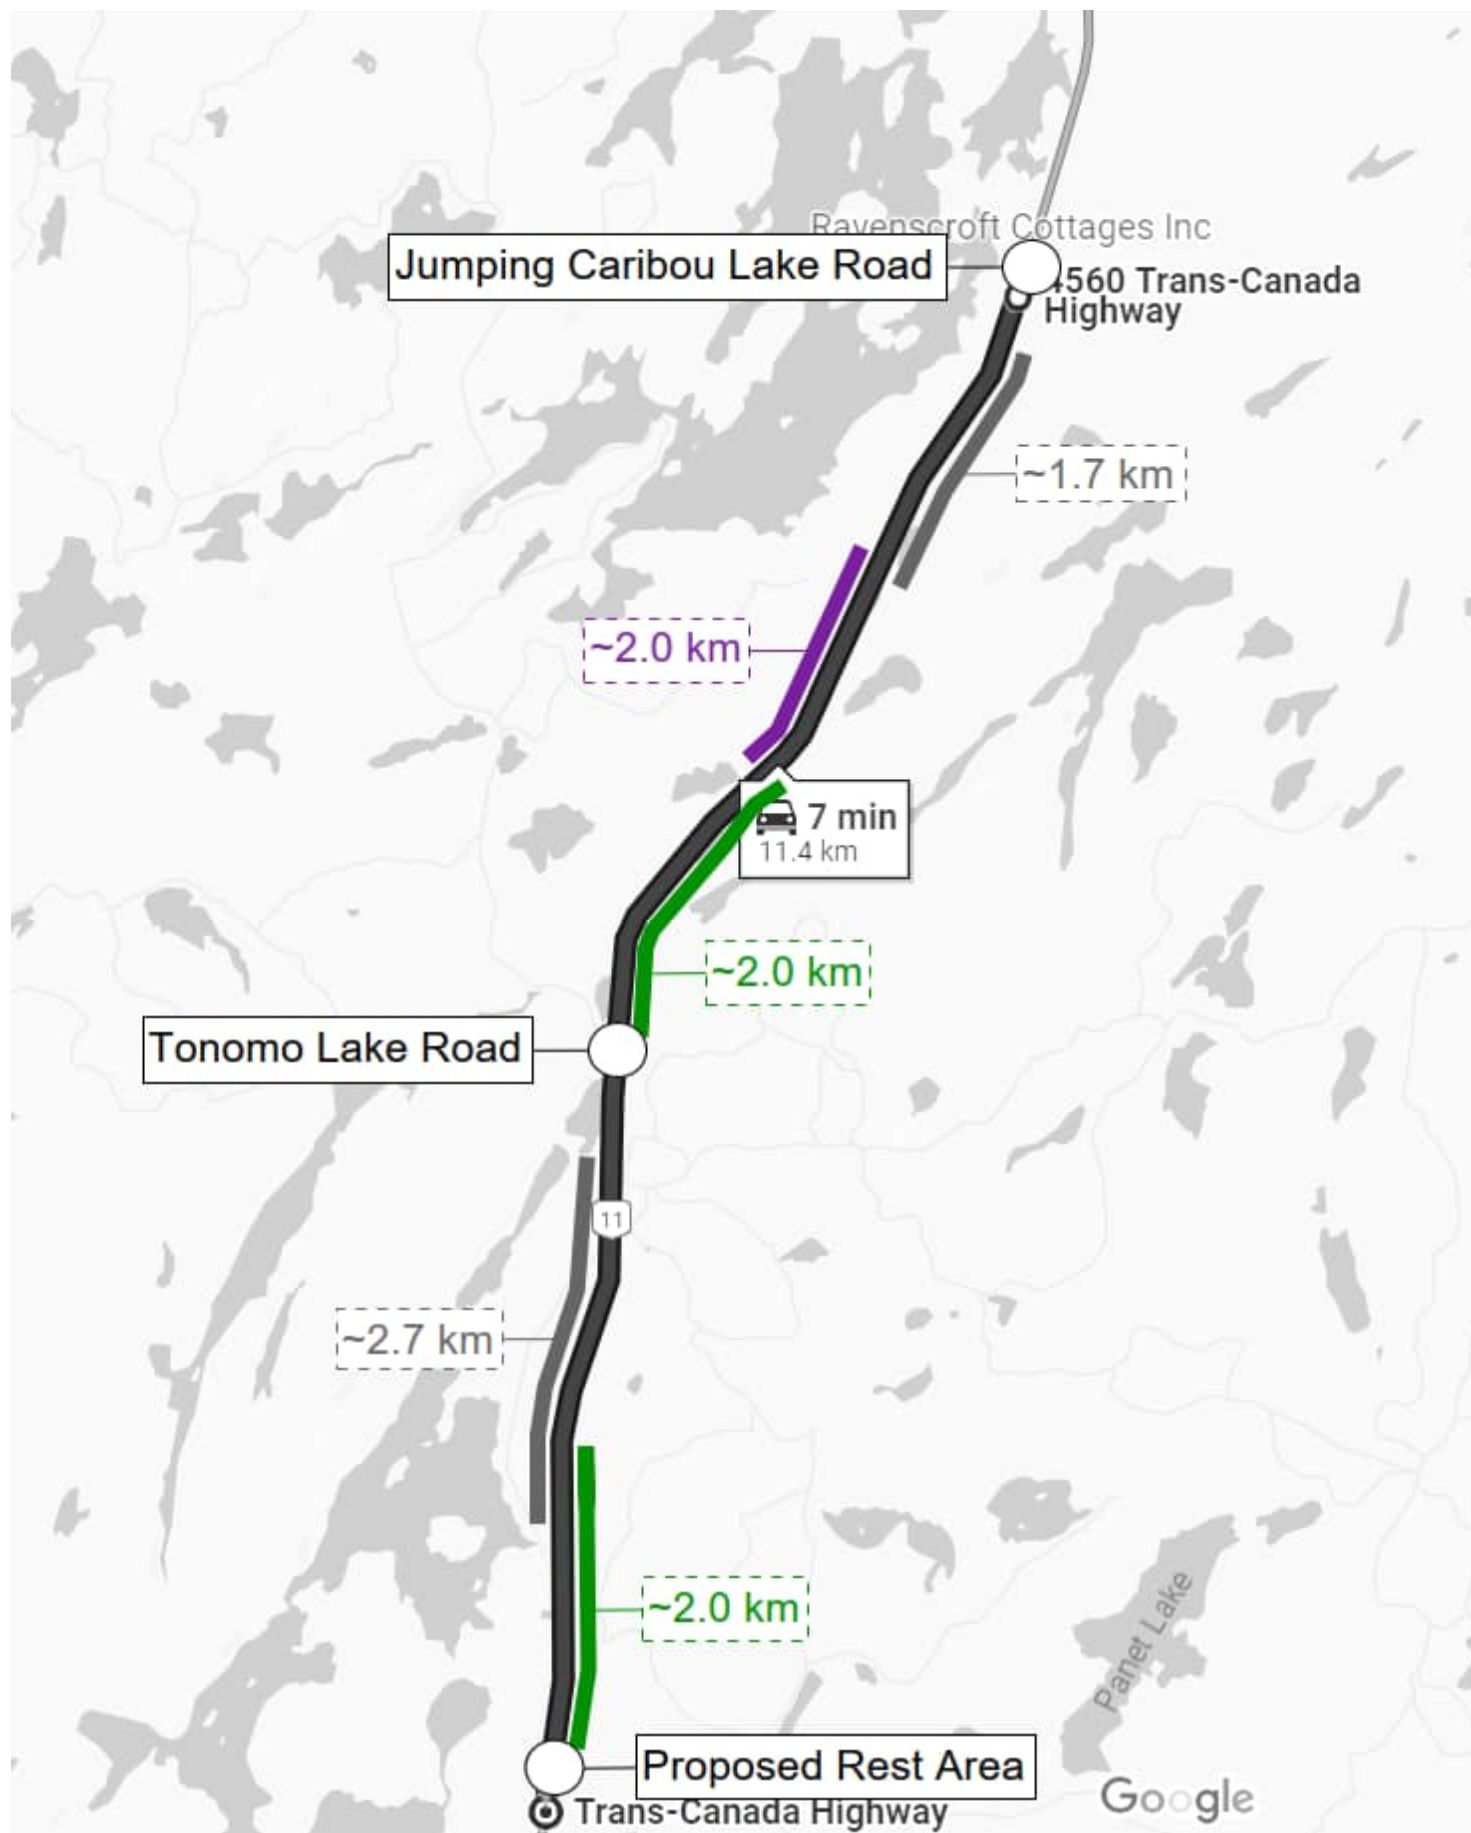 Ravenscroft Cottages Inc
Jumping Caribou Lake Road
4560 Trans-Canada
Highway
~1.7 km
~2.0 km
7 min
11.4 km
~2.0 km
Tonomo Lake Road
11
~2.7 km
~2.0 km
Panet Lake
Proposed Rest Area
Trans-Canada Highway
Google